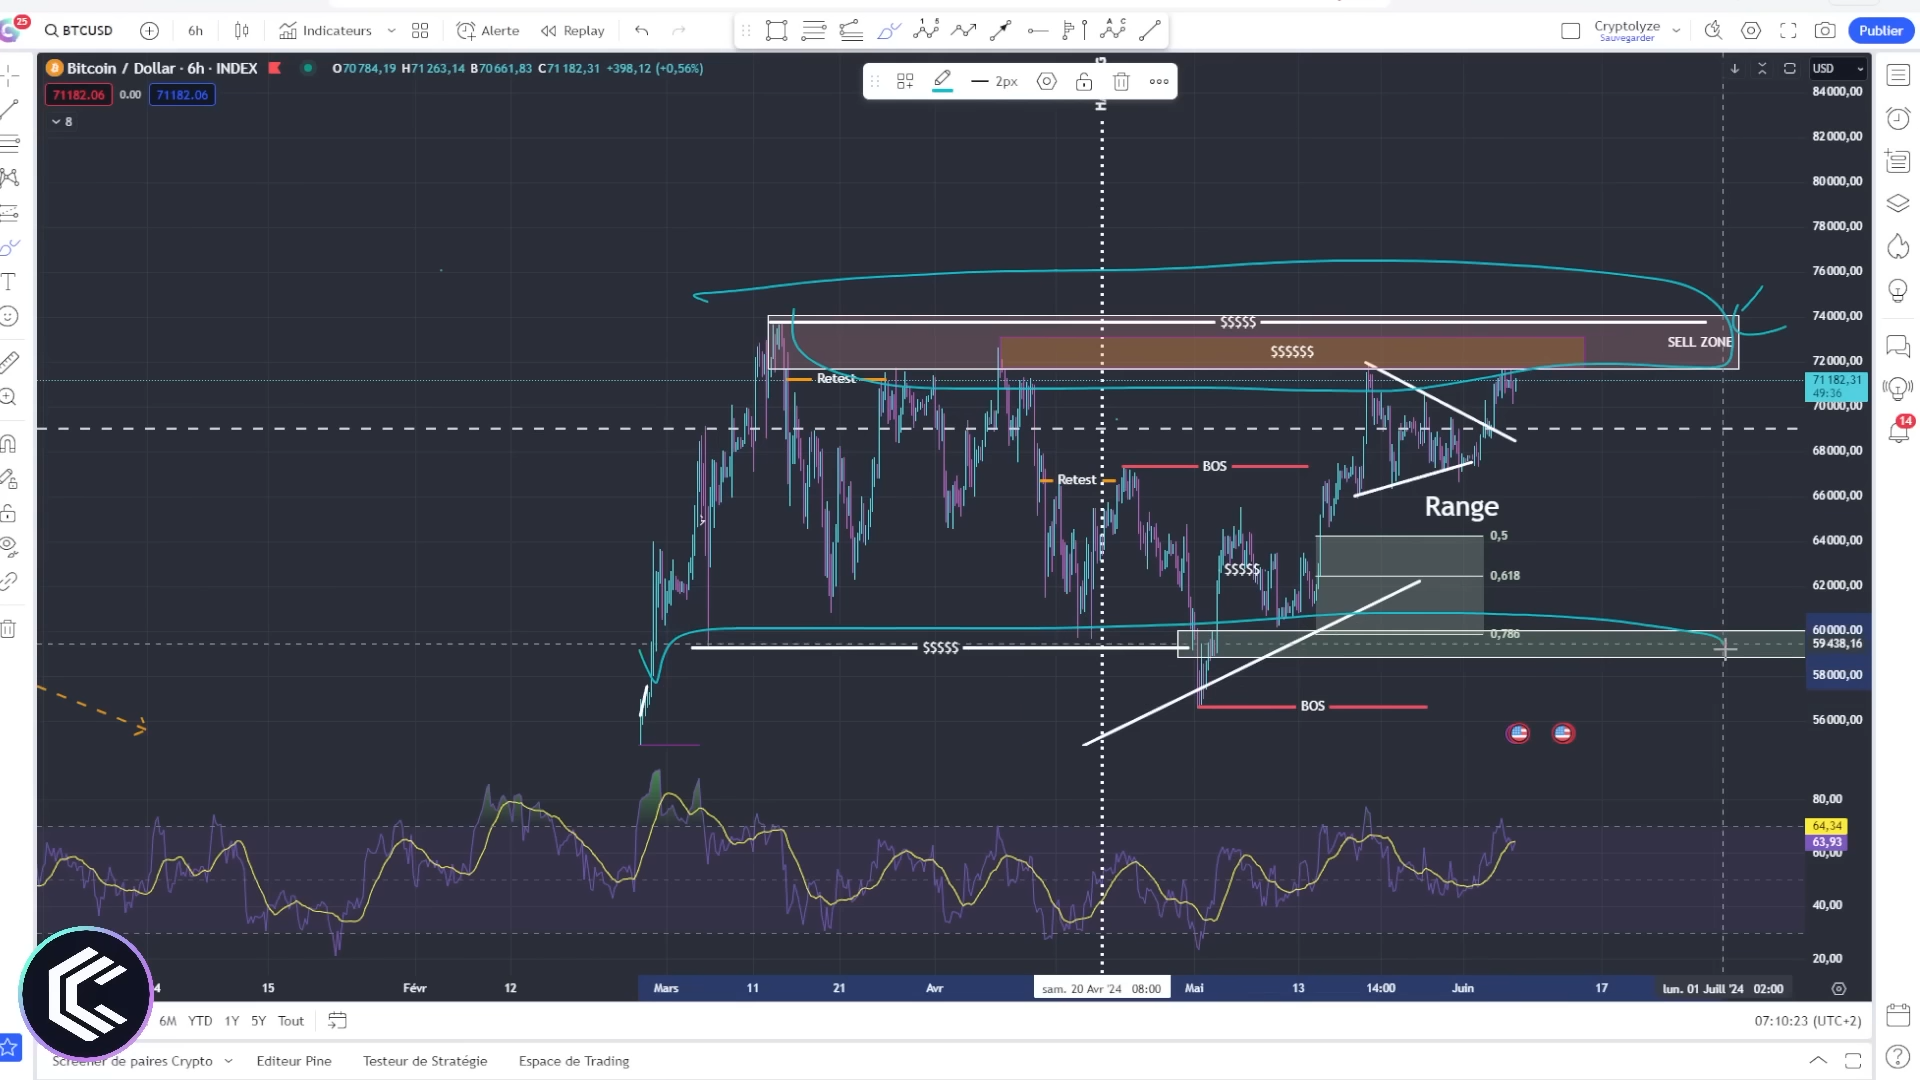 25
BTCUSD
6h
Indicateurs
Alerte
Replay
Cryptolyze
Sauvegarder
Publier
Bitcoin / Dollar · 6h · INDEX
O70 784,19 H71 263,14 B70 661,83 C71 182,31 +398,12 (+0,56%)
71182.06
0.00
71182.06
8
2px
USD
84 000,00
82 000,00
80 000,00
78 000,00
76 000,00
74 000,00
72 000,00
71 182,31
49:36
70 000,00
68 000,00
66 000,00
64 000,00
62 000,00
60 000,00
59 438,16
58 000,00
56 000,00
$$$$$
SELL ZONE
$$$$$$
Retest
BOS
Retest
Range
0,5
$$$$$
0,618
0,786
$$$$$
BOS
14
80,00
64,34
63,93
60,00
40,00
20,00
4
15
Févr
12
Mars
11
21
Avr
sam. 20 Avr '24 08:00
Mai
13
14:00
Juin
17
lun. 01 Juill '24 02:00
6M
YTD
1Y
5Y
Tout
07:10:23 (UTC+2)
Screener de paires Crypto
Editeur Pine
Testeur de Stratégie
Espace de Trading